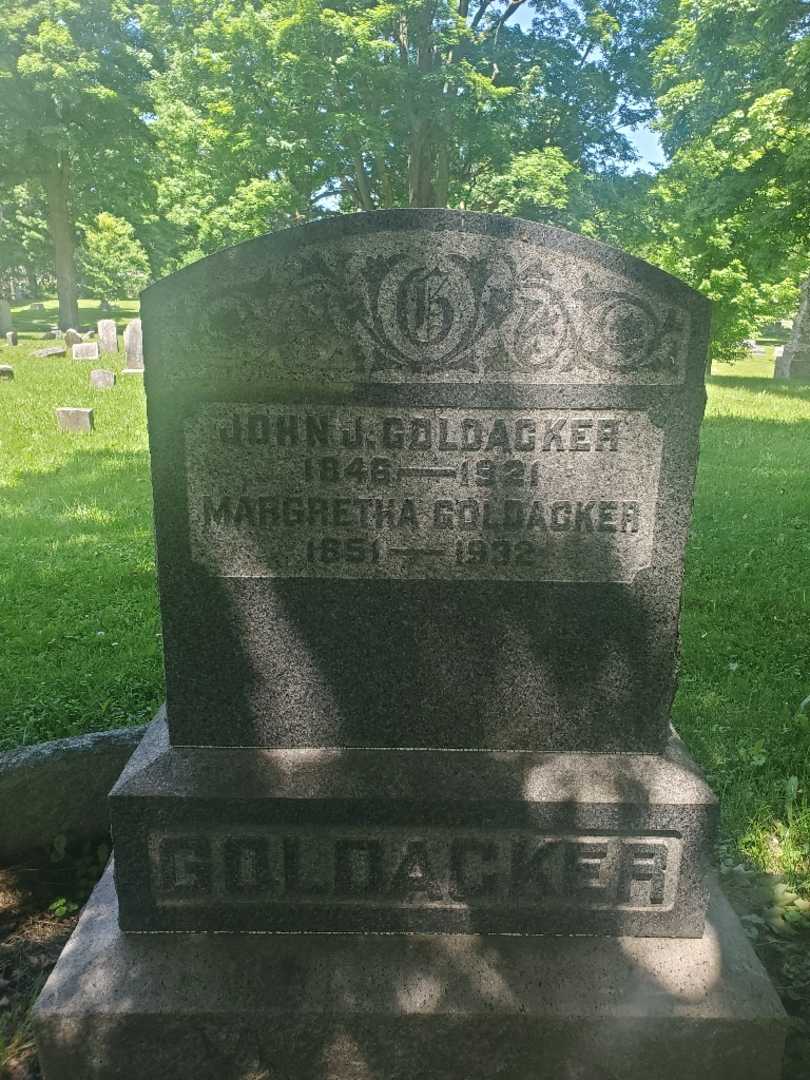 G
JOHN J. GOLDACKER
1846—1921
MARGRETHA GOLDACKER
1851—1932
GOLDACKER